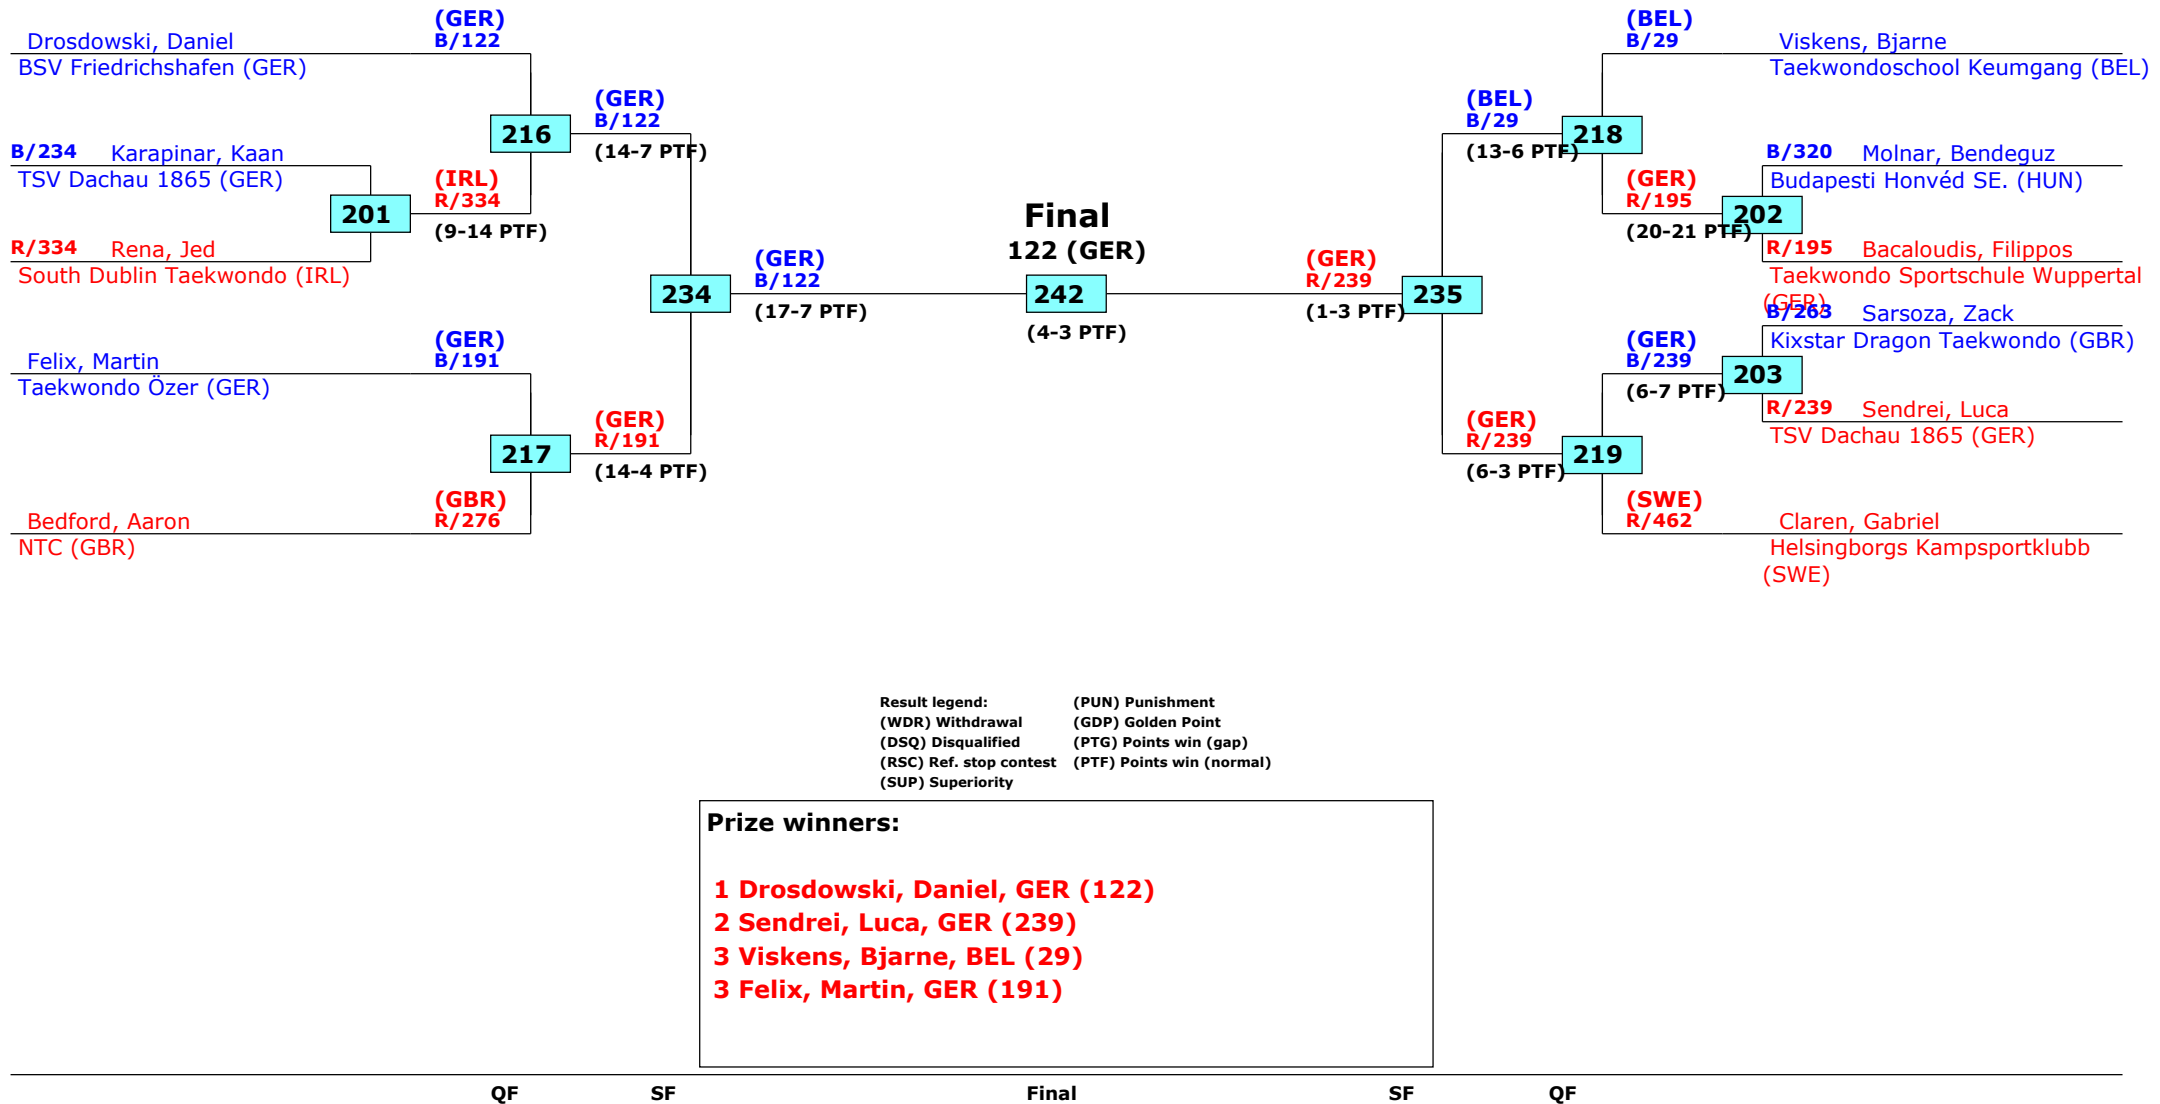 (GER)
B/122
Drosdowski, Daniel
BSV Friedrichshafen (GER)
B/234 Karapinar, Kaan
TSV Dachau 1865 (GER)
201
R/334 Rena, Jed
South Dublin Taekwondo (IRL)
(IRL)
R/334
(9-14 PTF)
216
(GER)
B/122
(14-7 PTF)
(GER)
B/191
Felix, Martin
Taekwondo Özer (GER)
217
(GBR)
R/276
Bedford, Aaron
NTC (GBR)
(GER)
R/191
(14-4 PTF)
234
(GER)
B/122
(17-7 PTF)
Final
122 (GER)
242
(4-3 PTF)
(GER)
R/239
(1-3 PTF)
235
(BEL)
B/29
(13-6 PTF)
218
(BEL)
B/29
Viskens, Bjarne
Taekwondoschool Keumgang (BEL)
(GER)
R/195
(20-21 PTF)
202
B/320 Molnar, Bendeguz
Budapesti Honvéd SE. (HUN)
R/195 Bacaloudis, Filippos
Taekwondo Sportschule Wuppertal
(GER)
B/263 Sarsoza, Zack
Kixstar Dragon Taekwondo (GBR)
(GER)
B/239
(6-7 PTF)
203
R/239 Sendrei, Luca
TSV Dachau 1865 (GER)
(GER)
R/239
(6-3 PTF)
219
(SWE)
R/462
Claren, Gabriel
Helsingborgs Kampsportklubb
(SWE)
Result legend:
(WDR) Withdrawal
(DSQ) Disqualified
(RSC) Ref. stop contest
(SUP) Superiority
(PUN) Punishment
(GDP) Golden Point
(PTG) Points win (gap)
(PTF) Points win (normal)
Prize winners:
1 Drosdowski, Daniel, GER (122)
2 Sendrei, Luca, GER (239)
3 Viskens, Bjarne, BEL (29)
3 Felix, Martin, GER (191)
QF SF Final SF QF